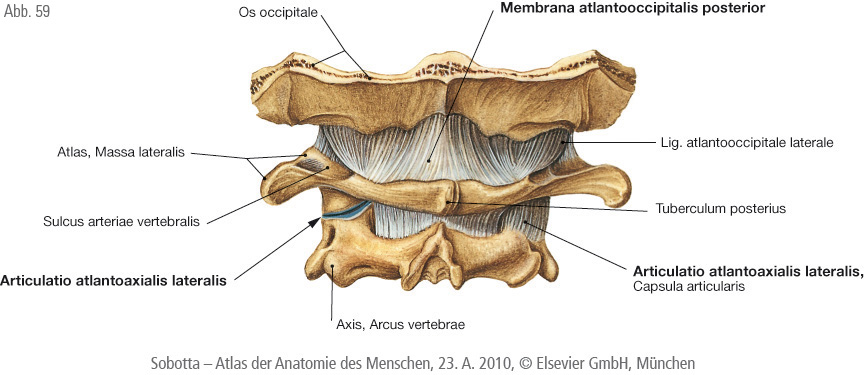 Abb. 59
Os occipitale
Membrana atlantooccipitalis posterior
Atlas, Massa lateralis
Lig. atlantooccipitale laterale
Sulcus arteriae vertebralis
Tuberculum posterius
Articulatio atlantoaxialis lateralis
Articulatio atlantoaxialis lateralis,
Capsula articularis
Axis, Arcus vertebrae
Sobotta – Atlas der Anatomie des Menschen, 23. A. 2010, © Elsevier GmbH, München